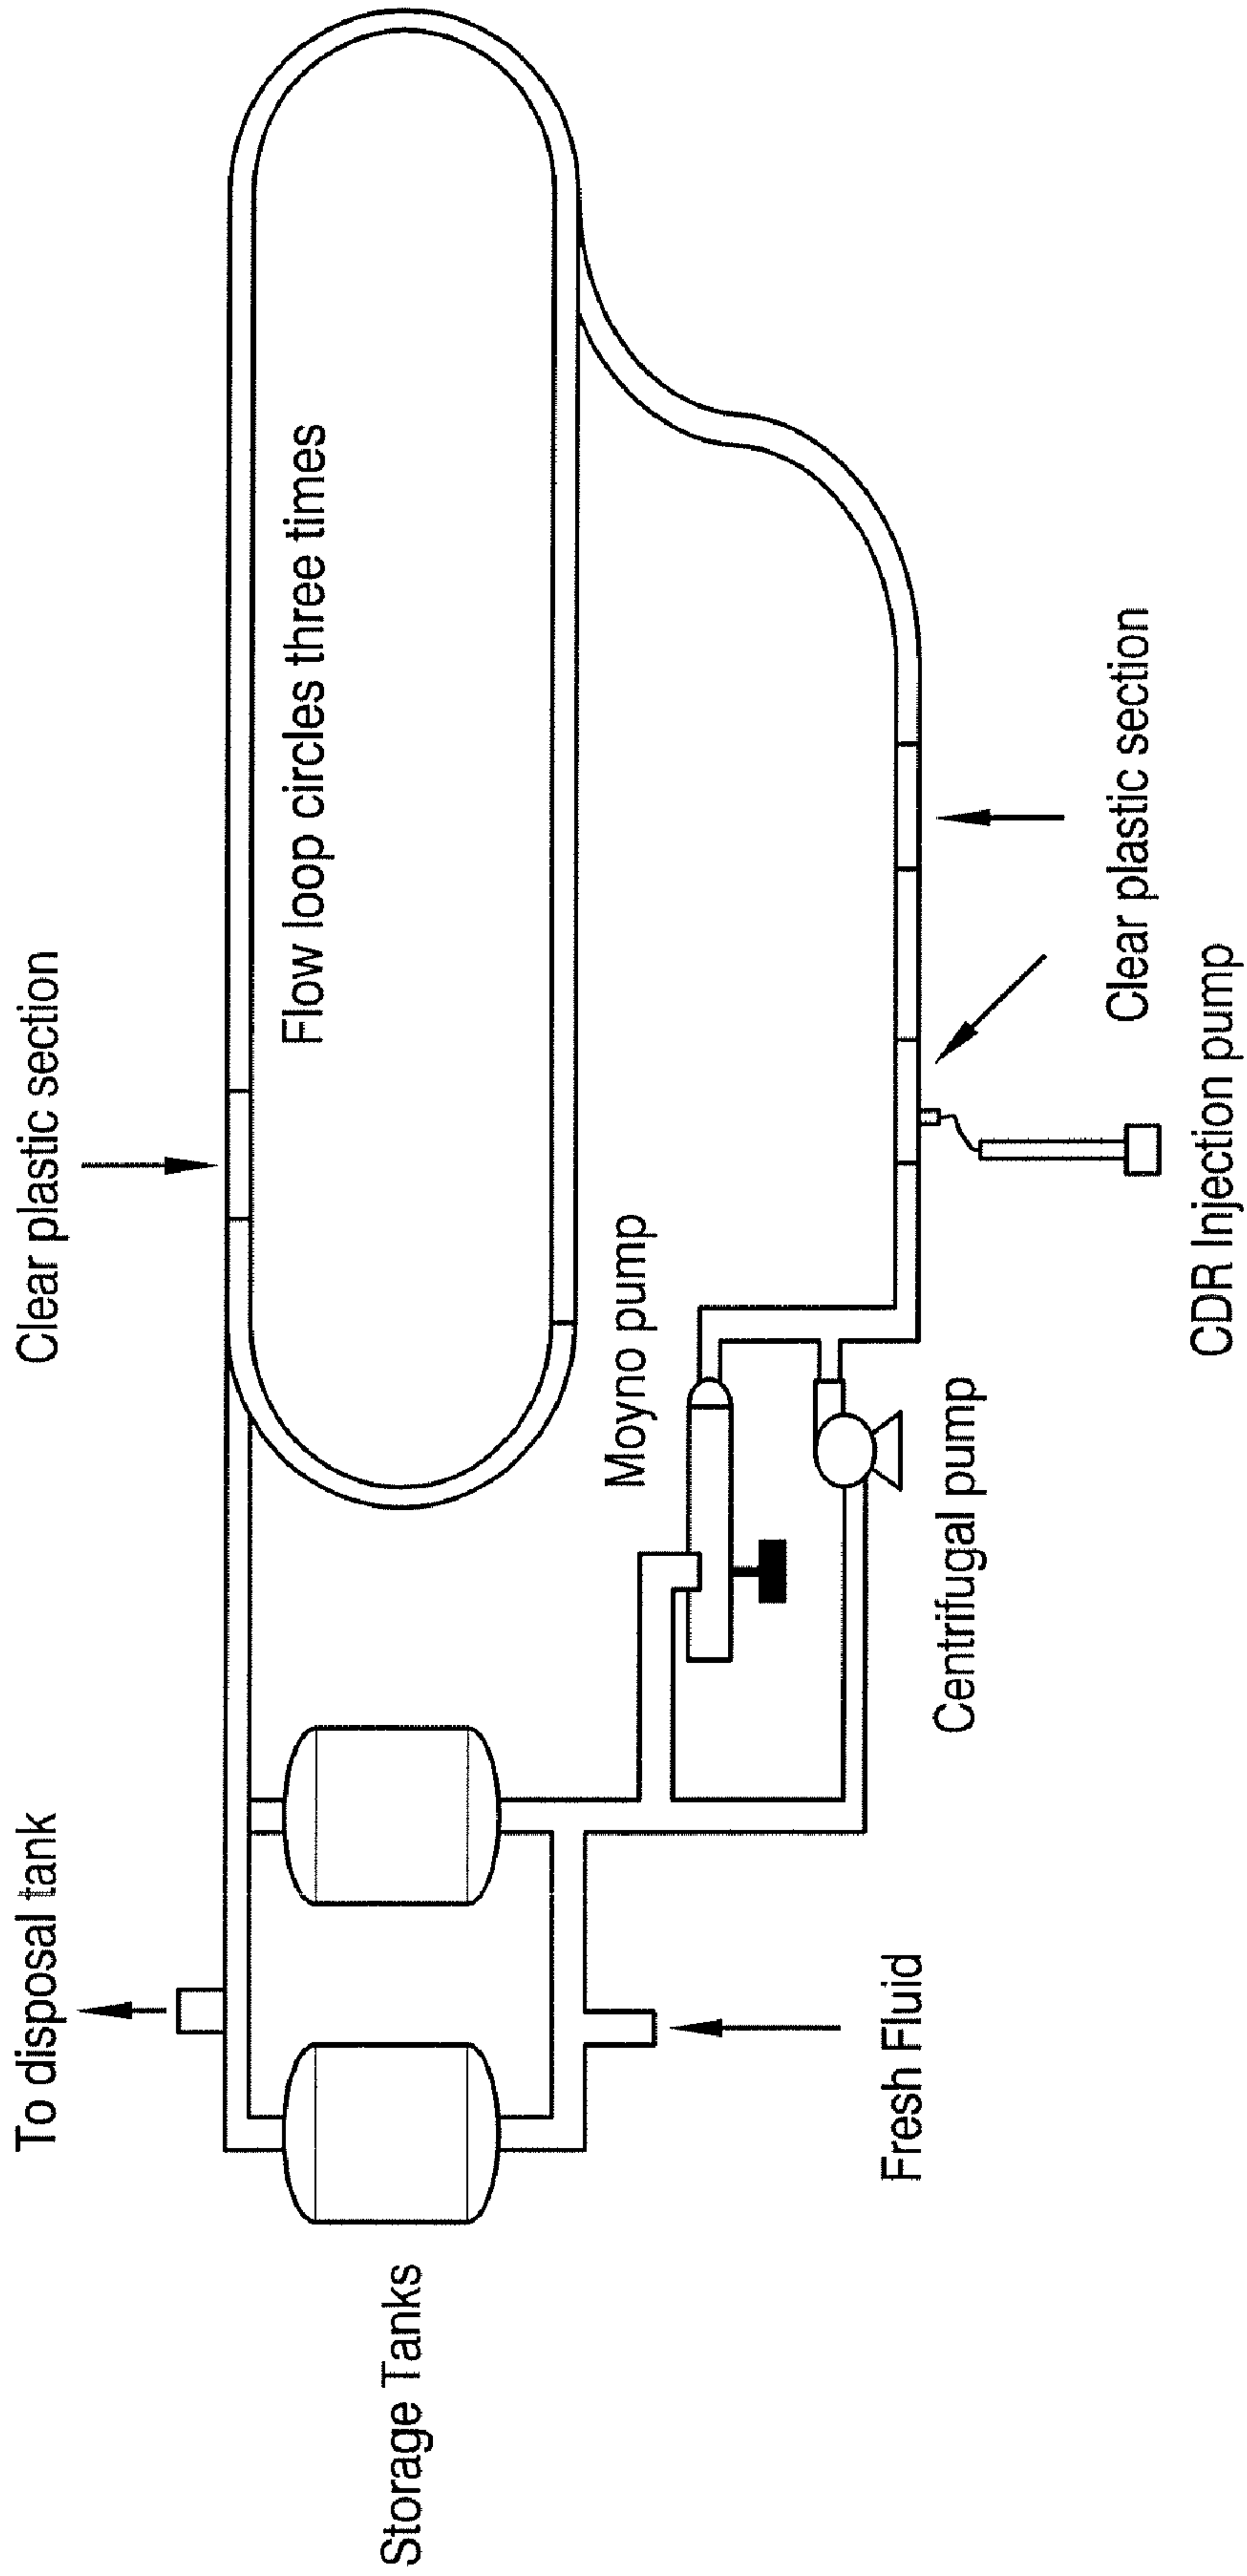 To disposal tank
Clear plastic section
Flow loop circles three times
Storage Tanks
Moyno pump
Fresh Fluid
Centrifugal pump
Clear plastic section
CDR Injection pump